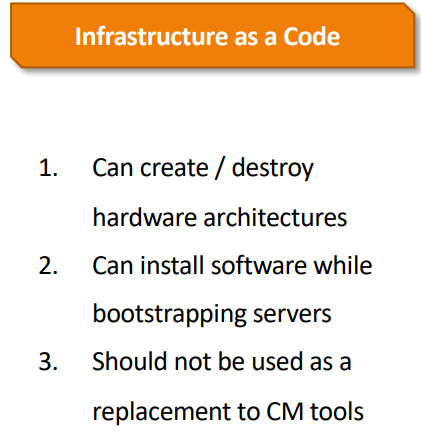 Infrastructure as a Code
1. Can create / destroy
hardware architectures
2. Can install software while
bootstrapping servers
3. Should not be used as a
replacement to CM tools